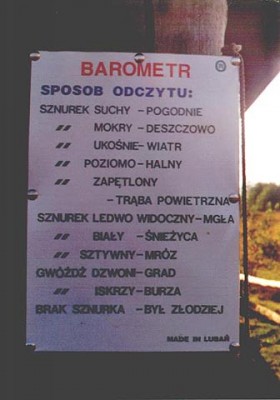 BAROMETR
SPOSOB ODCZYTU:
SZNUREK SUCHY – POGODNIE
〃 MOKRY – DESZCZOWO
〃 UKOŚNIE – WIATR
〃 POZIOMO – HALNY
〃 ZAPĘTLONY
– TRĄBA POWIETRZNA
SZNUREK LEDWO WIDOCZNY – MGŁA
〃 BIAŁY – ŚNIEŻYCA
〃 SZTYWNY – MRÓZ
GWÓŹDŹ DZWONI – GRAD
〃 ISKRZY – BURZA
BRAK SZNURKA – BYŁ ZŁODZIEJ
MADE IN LUBAŃ